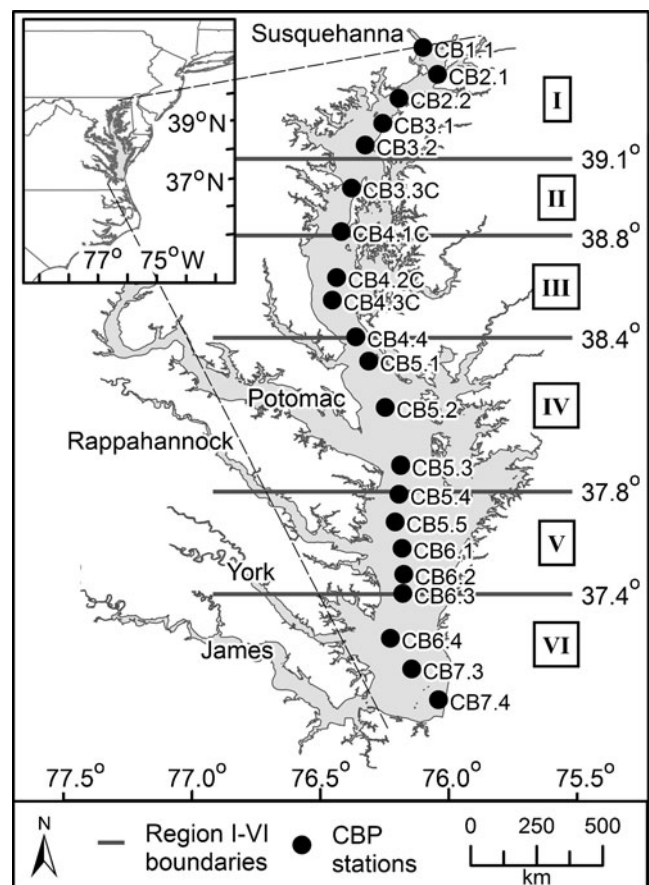 Susquehanna
CB1.1
CB2.1
CB2.2
I
39°N
CB3.1
CB3.2
39.1°
37°N
CB3.3C
II
CB4.1C
38.8°
77° 75°W
CB4.2C
III
CB4.3C
CB4.4
38.4°
CB5.1
Potomac
CB5.2
IV
Rappahannock
CB5.3
CB5.4
37.8°
CB5.5
CB6.1
V
York
CB6.2
CB6.3
37.4°
James
CB6.4
VI
CB7.3
CB7.4
77.5° 77.0° 76.5° 76.0° 75.5°
N
Region I-VI
boundaries
CBP
stations
0 250 500
km